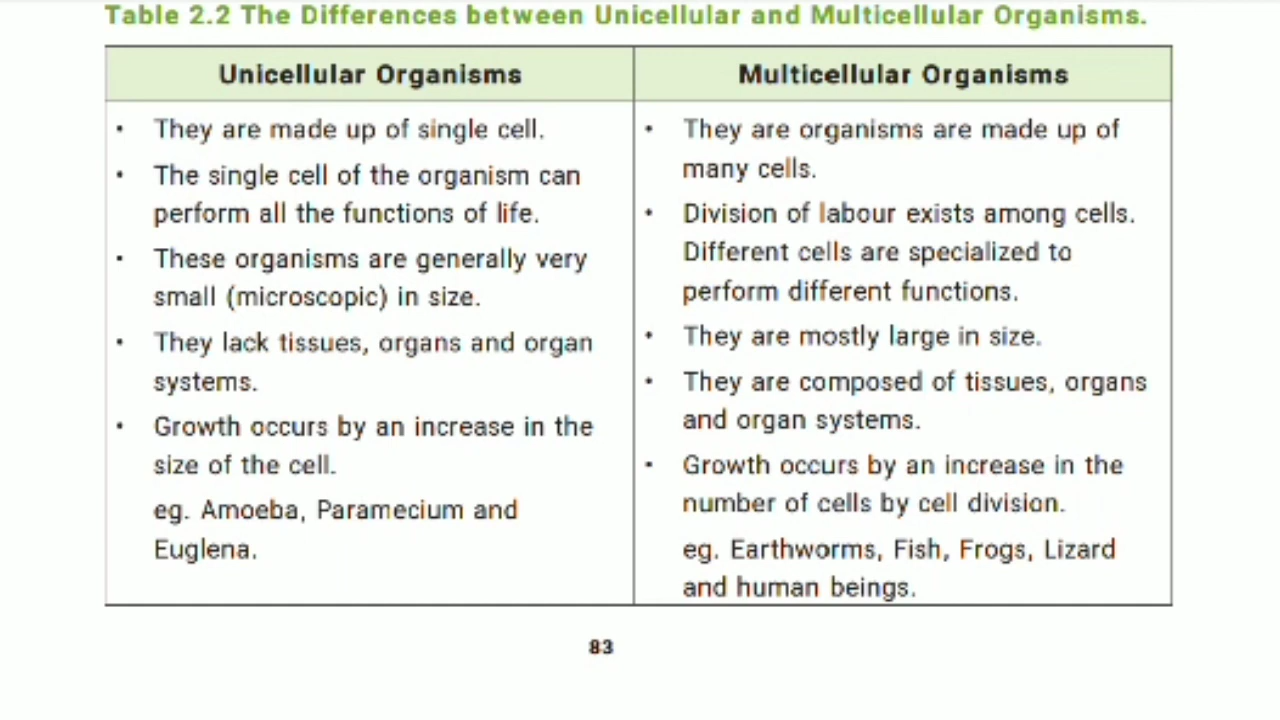 Table 2.2 The Differences between Unicellular and Multicellular Organisms.
Unicellular Organisms
• They are made up of single cell.
• The single cell of the organism can
perform all the functions of life.
• These organisms are generally very
small (microscopic) in size.
• They lack tissues, organs and organ
systems.
• Growth occurs by an increase in the
size of the cell.
eg. Amoeba, Paramecium and
Euglena.
Multicellular Organisms
• They are organisms are made up of
many cells.
• Division of labour exists among cells.
Different cells are specialized to
perform different functions.
• They are mostly large in size.
• They are composed of tissues, organs
and organ systems.
• Growth occurs by an increase in the
number of cells by cell division.
eg. Earthworms, Fish, Frogs, Lizard
and human beings.
83